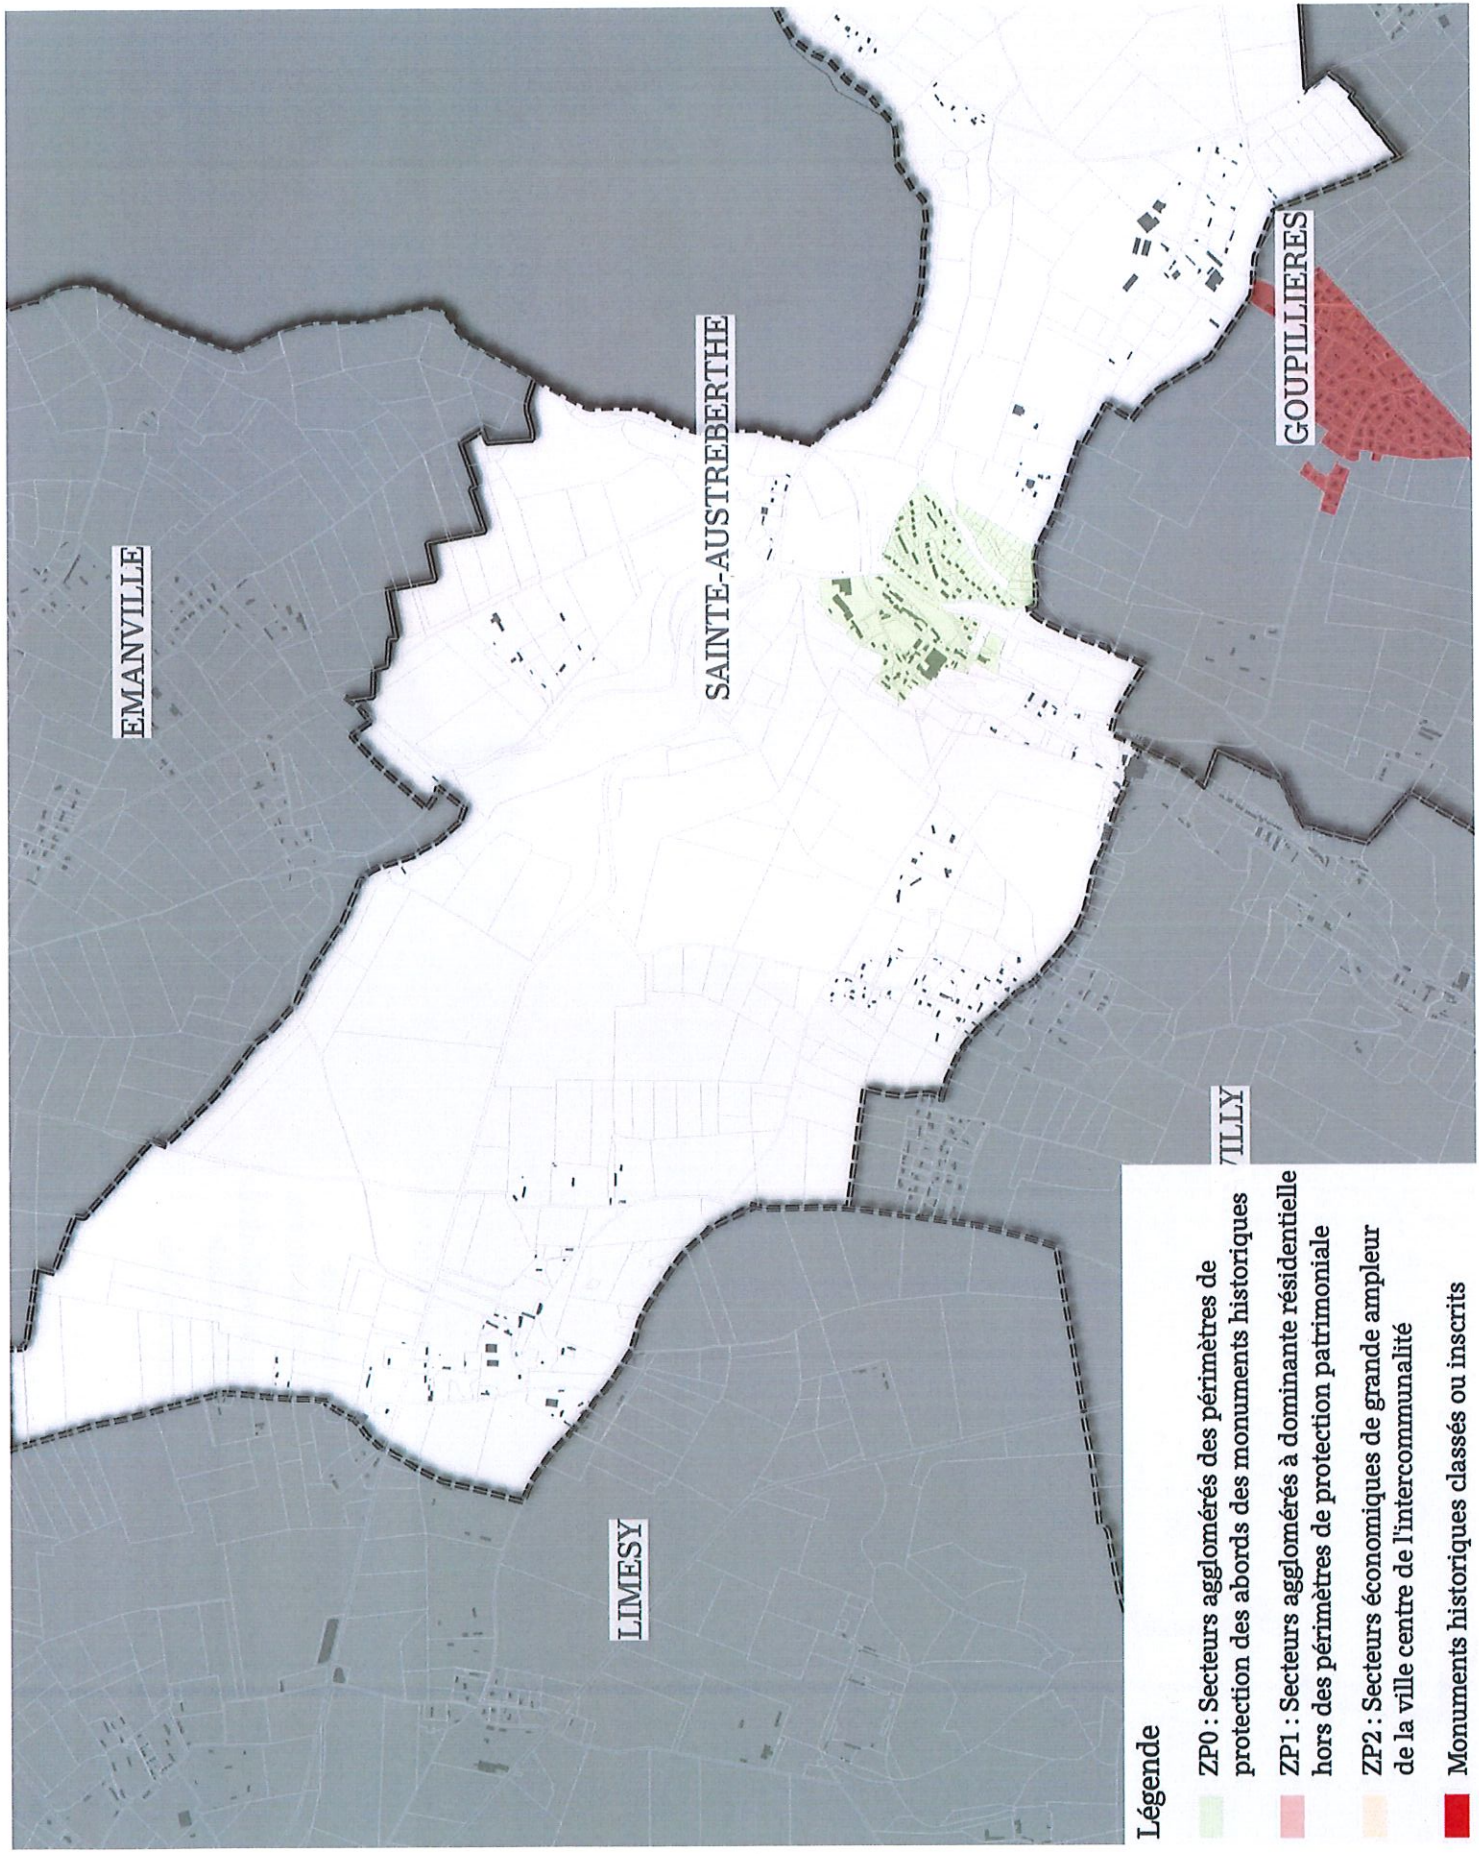 EMANVILLE
SAINTE-AUSTREBERTHE
GOUPILLIERES
LIMESY
VILLY
Légende
ZP0 : Secteurs agglomérés des périmètres de
protection des abords des monuments historiques
ZP1 : Secteurs agglomérés à dominante résidentielle
hors des périmètres de protection patrimoniale
ZP2 : Secteurs économiques de grande ampleur
de la ville centre de l'intercommunalité
Monuments historiques classés ou inscrits